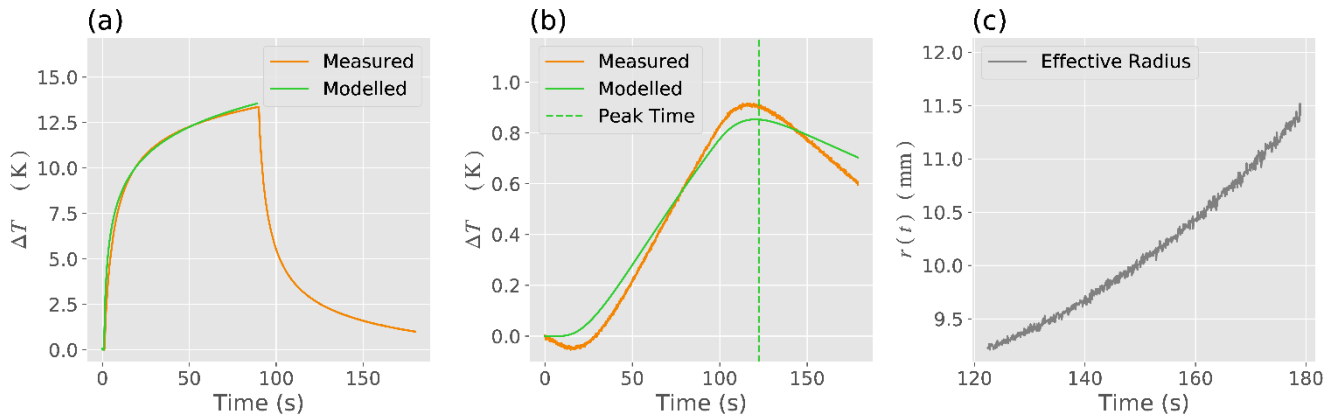 (a)
Measured
Modelled
17.5
15.0
12.5
10.0
7.5
5.0
2.5
0.0
ΔT (K)
0 50 100 150
Time (s)
(b)
Measured
Modelled
Peak Time
1.0
0.8
0.6
0.4
0.2
0.0
ΔT (K)
0 50 100 150
Time (s)
(c)
Effective Radius
12.0
11.5
11.0
10.5
10.0
9.5
r(t) (mm)
120 140 160 180
Time (s)